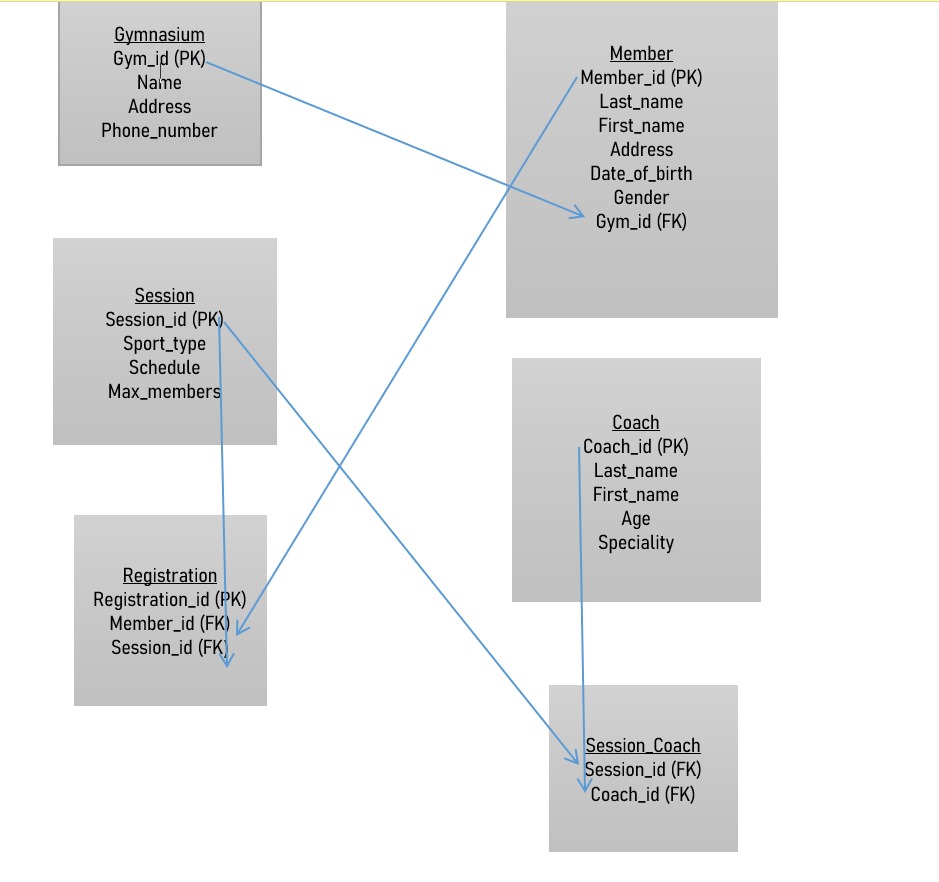 Gymnasium
Gym_id (PK)
Name
Address
Phone_number
Member
Member_id (PK)
Last_name
First_name
Address
Date_of_birth
Gender
Gym_id (FK)
Session
Session_id (PK)
Sport_type
Schedule
Max_members
Coach
Coach_id (PK)
Last_name
First_name
Age
Speciality
Registration
Registration_id (PK)
Member_id (FK)
Session_id (FK)
Session_Coach
Session_id (FK)
Coach_id (FK)